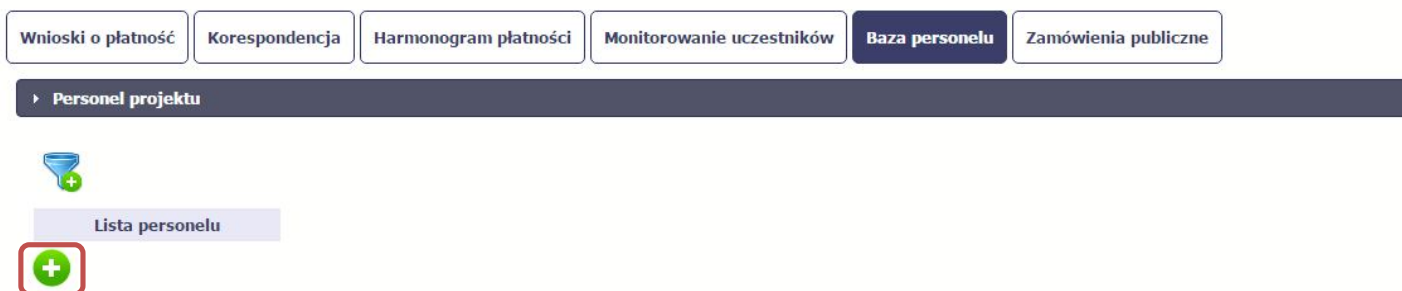 Wnioski o płatność Korespondencja Harmonogram płatności Monitorowanie uczestników Baza personelu Zamówienia publiczne
Personel projektu
Lista personelu